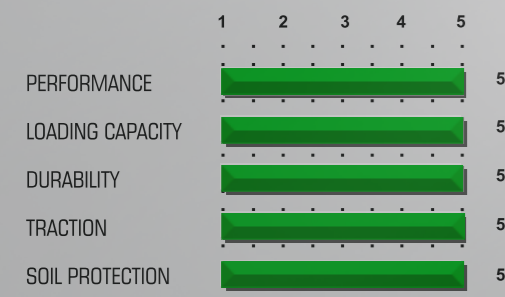 1 2 3 4 5
PERFORMANCE 5
LOADING CAPACITY 5
DURABILITY 5
TRACTION 5
SOIL PROTECTION 5